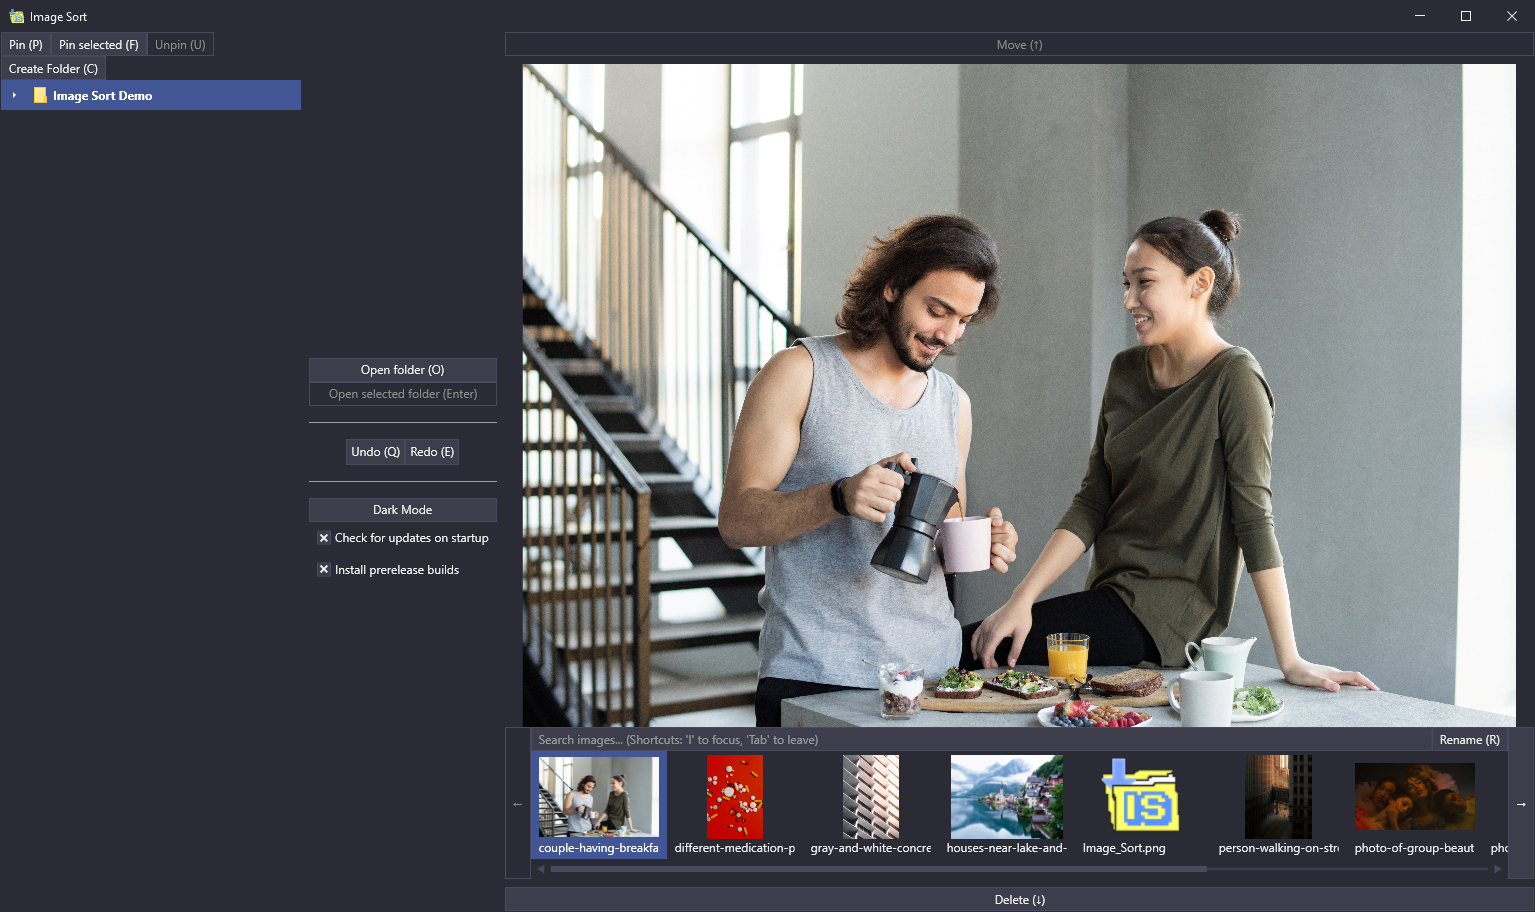 Image Sort
Pin (P) Pin selected (F) Unpin (U)
Create Folder (C)
Image Sort Demo
Open folder (O)
Open selected folder (Enter)
Undo (Q) Redo (E)
Dark Mode
Check for updates on startup
Install prerelease builds
Move (↑)
Search images... (Shortcuts: 'I' to focus, 'Tab' to leave)
Rename (R)
IS
couple-having-breakfa different-medication-p gray-and-white-concre houses-near-lake-and- Image_Sort.png person-walking-on-str photo-of-group-beaut pho
← →
Delete (↓)